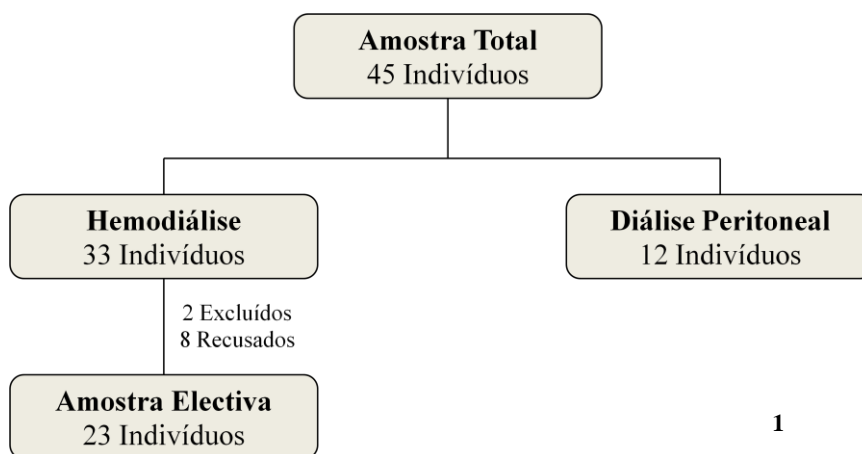 Amostra Total
45 Indivíduos
Hemodiálise
33 Indivíduos
Diálise Peritoneal
12 Indivíduos
2 Excluídos
8 Recusados
Amostra Electiva
23 Indivíduos
1